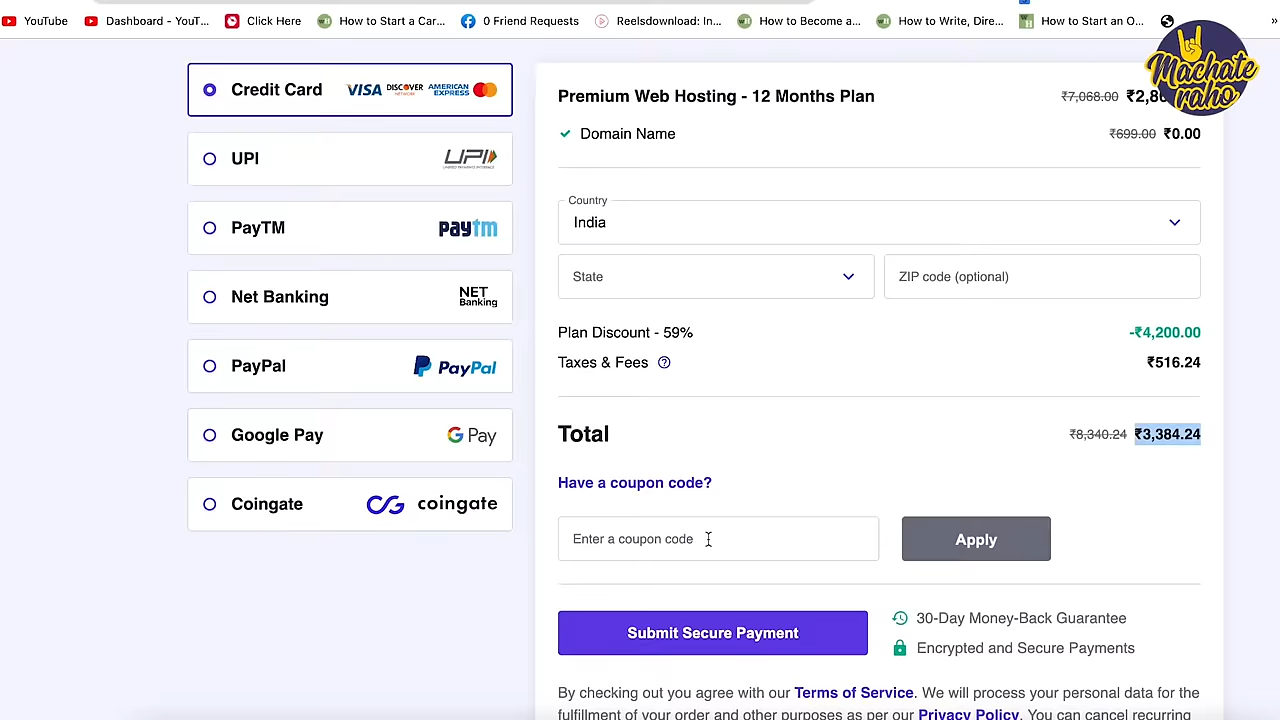 YouTube
Dashboard - YouT...
Click Here
How to Start a Car...
0 Friend Requests
Reelsdownload: In...
How to Become a...
How to Write, Dire...
How to Start an O...
»
Machate
raho
Credit Card
VISA
DISCOVER
NETWORK
AMERICAN
EXPRESS
UPI
UPI
UNIFIED PAYMENTS INTERFACE
PayTM
paytm
Net Banking
NET
Banking
PayPal
PayPal
Google Pay
G Pay
Coingate
coingate
Premium Web Hosting - 12 Months Plan
₹7,068.00
Domain Name
₹699.00 ₹0.00
Country
India
State
ZIP code (optional)
Plan Discount - 59%
-₹4,200.00
Taxes & Fees
₹516.24
Total
₹8,340.24 ₹3,384.24
Have a coupon code?
Enter a coupon code
Apply
Submit Secure Payment
30-Day Money-Back Guarantee
Encrypted and Secure Payments
By checking out you agree with our Terms of Service. We will process your personal data for the
fulfillment of your order and other purposes as per our Privacy Policy. You can cancel recurring